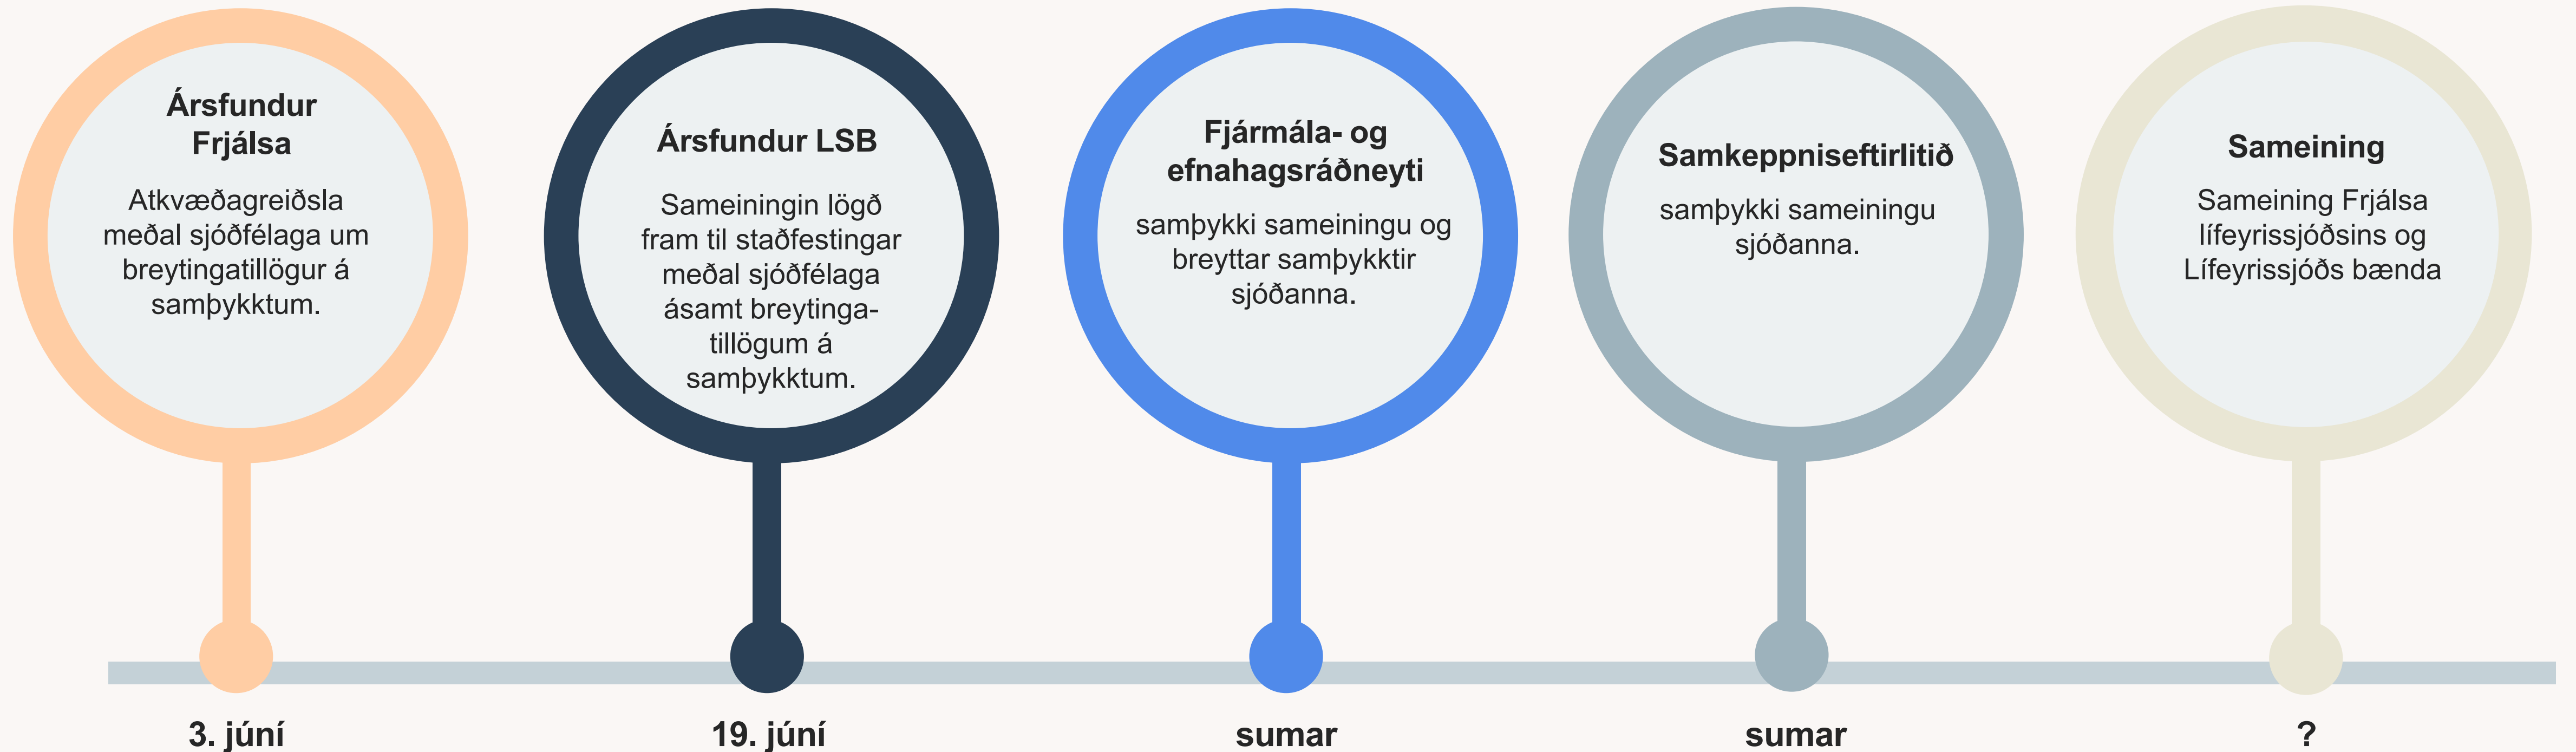 Ársfundur
Frjálsa
Atkvæðagreiðsla
meðal sjóðfélaga um
breytingatillögur á
samþykktum.
3. júní
Ársfundur LSB
Sameiningin lögð
fram til staðfestingar
meðal sjóðfélaga
ásamt breytinga-
tillögum á
samþykktum.
19. júní
Fjármála- og
efnahagsráðneyti
samþykki sameiningu og
breyttar samþykktir
sjóðanna.
sumar
Samkeppniseftirlitið
samþykki sameiningu
sjóðanna.
sumar
Sameining
Sameining Frjálsa
lífeyrissjóðsins og
Lífeyrissjóðs bænda
?